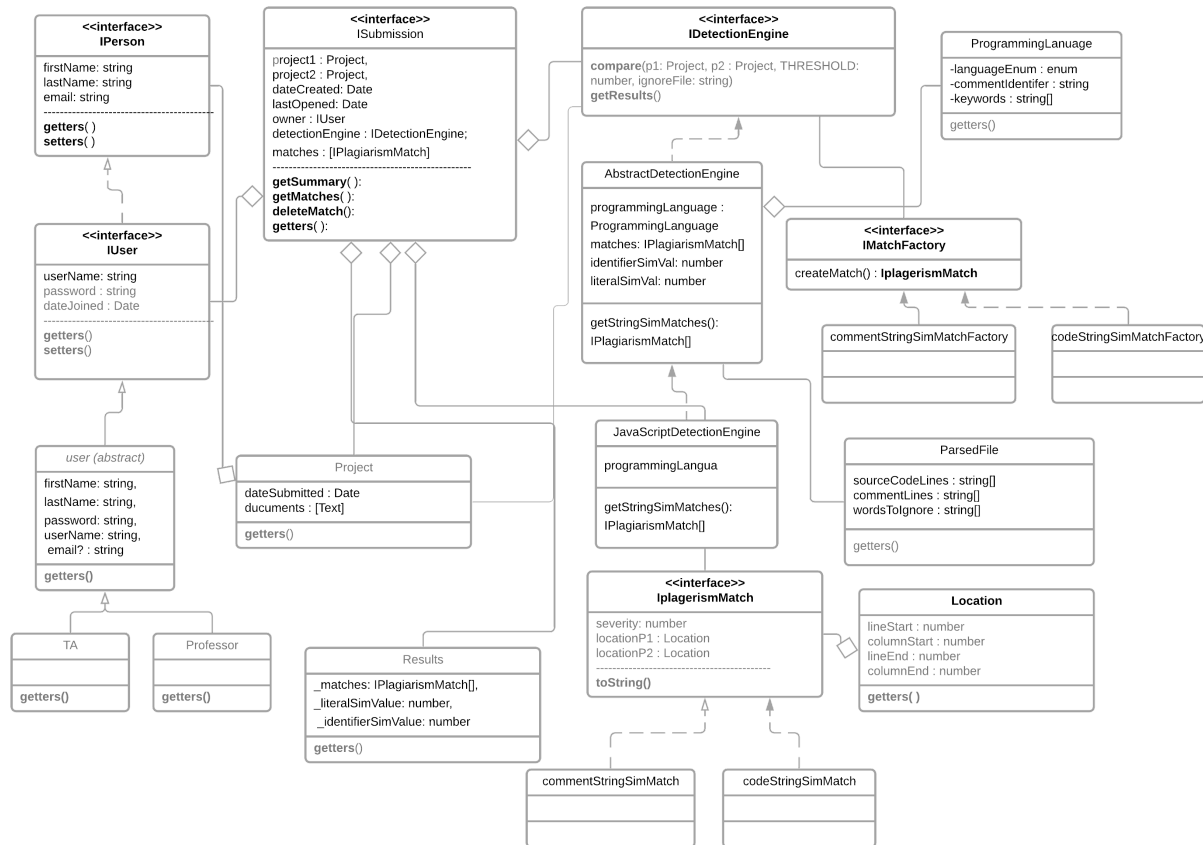 <<interface>>
IPerson
firstName: string
lastName: string
email: string
getters( )
setters( )
<<interface>>
ISubmission
project1 : Project,
project2 : Project,
dateCreated: Date
lastOpened: Date
owner : IUser
detectionEngine : IDetectionEngine;
matches : [IPlagiarismMatch]
getSummary( ):
getMatches( ):
deleteMatch():
getters( ):
<<interface>>
IDetectionEngine
compare(p1: Project, p2 : Project, THRESHOLD:
number, ignoreFile: string)
getResults()
ProgrammingLanuage
-languageEnum : enum
-commentIdentifer : string
-keywords : string[]
getters()
AbstractDetectionEngine
programmingLanguage :
ProgrammingLanguage
matches: IPlagiarismMatch[]
identifierSimVal: number
literalSimVal: number
getStringSimMatches():
IPlagiarismMatch[]
<<interface>>
IMatchFactory
createMatch() : IplagerismMatch
<<interface>>
IUser
userName: string
password : string
dateJoined : Date
getters()
setters()
commentStringSimMatchFactory
codeStringSimMatchFactory
user (abstract)
firstName: string,
lastName: string,
password: string,
userName: string,
email? : string
getters()
Project
dateSubmitted : Date
ducuments : [Text]
getters()
JavaScriptDetectionEngine
programmingLangua
getStringSimMatches():
IPlagiarismMatch[]
ParsedFile
sourceCodeLines : string[]
commentLines : string[]
wordsToIgnore : string[]
getters()
<<interface>>
IplagerismMatch
severity: number
locationP1 : Location
locationP2 : Location
toString()
Location
lineStart : number
columnStart : number
lineEnd : number
columnEnd : number
getters( )
TA
getters()
Professor
getters()
Results
_matches: IPlagiarismMatch[],
_literalSimValue: number,
_identifierSimValue: number
getters()
commentStringSimMatch
codeStringSimMatch